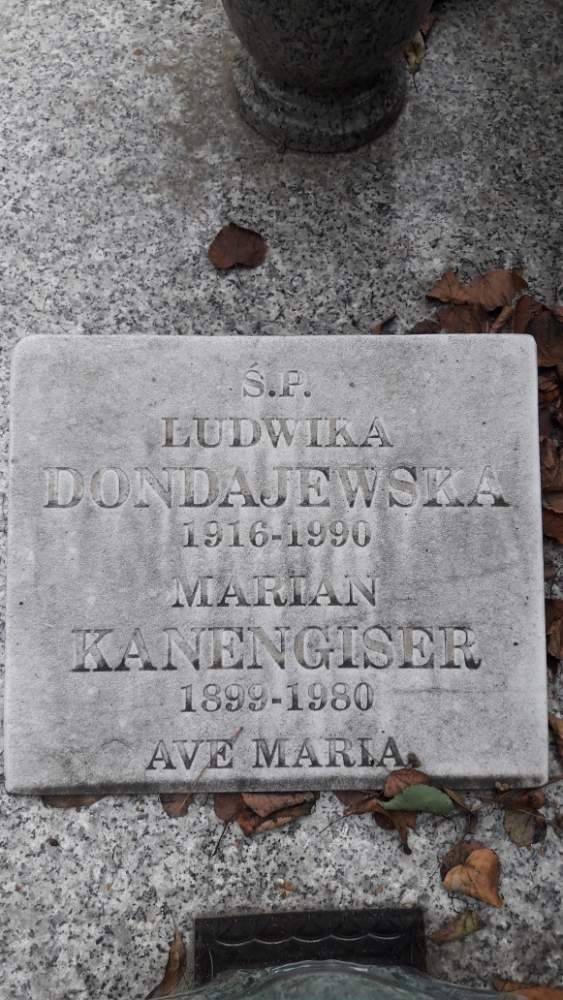 Ś.P.
LUDWIKA
DONDAJEWSKA
1916-1990
MARIAN
KANENGISER
1899-1980
AVE MARIA